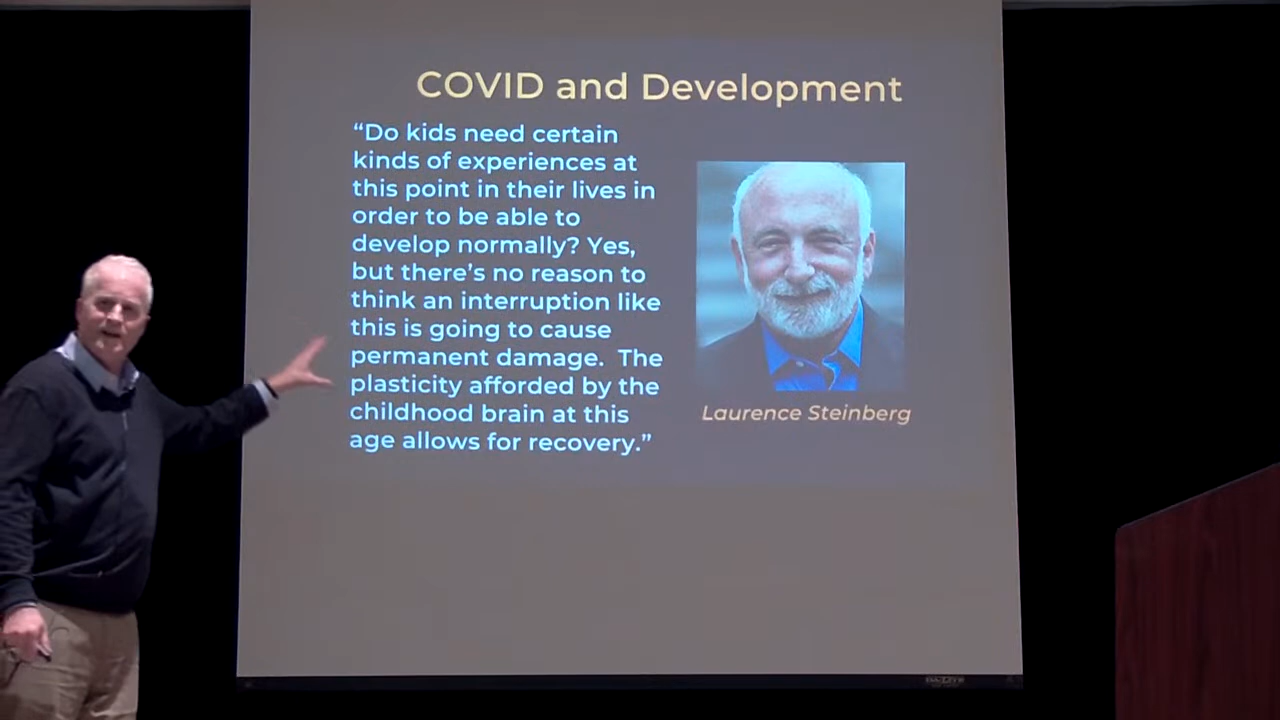 COVID and Development
“Do kids need certain
kinds of experiences at
this point in their lives in
order to be able to
develop normally? Yes,
but there’s no reason to
think an interruption like
this is going to cause
permanent damage.  The
plasticity afforded by the
childhood brain at this
age allows for recovery.”
Laurence Steinberg